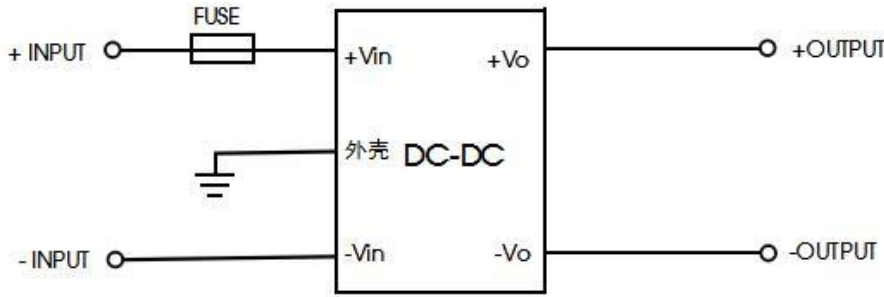 FUSE
+ INPUT
+Vin
+Vo
+OUTPUT
外壳
DC-DC
- INPUT
-Vin
-Vo
-OUTPUT